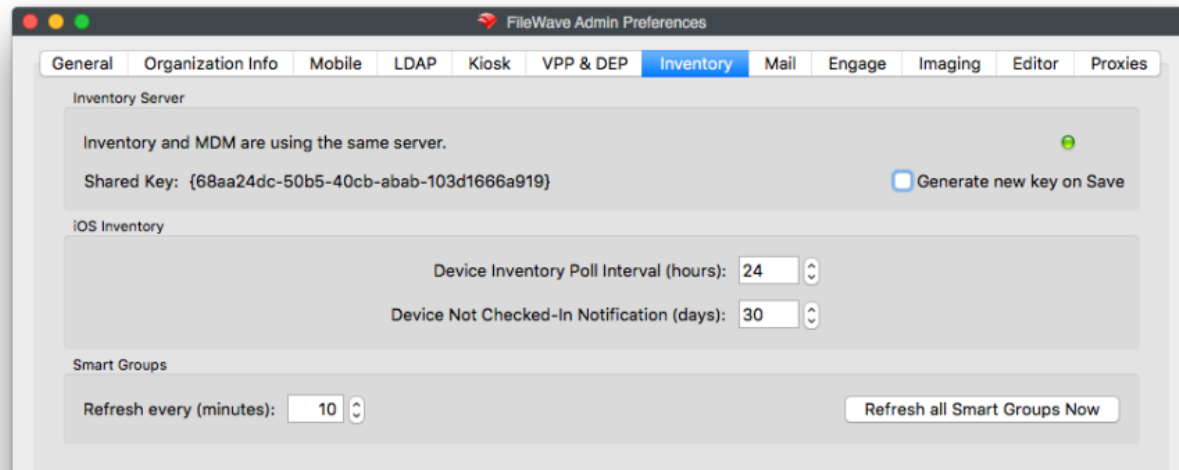 FileWave Admin Preferences
General Organization Info Mobile LDAP Kiosk VPP & DEP Inventory Mail Engage Imaging Editor Proxies
Inventory Server
Inventory and MDM are using the same server.
Shared Key: {68aa24dc-50b5-40cb-abab-103d1666a919} Generate new key on Save
iOS Inventory
Device Inventory Poll Interval (hours): 24
Device Not Checked-In Notification (days): 30
Smart Groups
Refresh every (minutes): 10 Refresh all Smart Groups Now